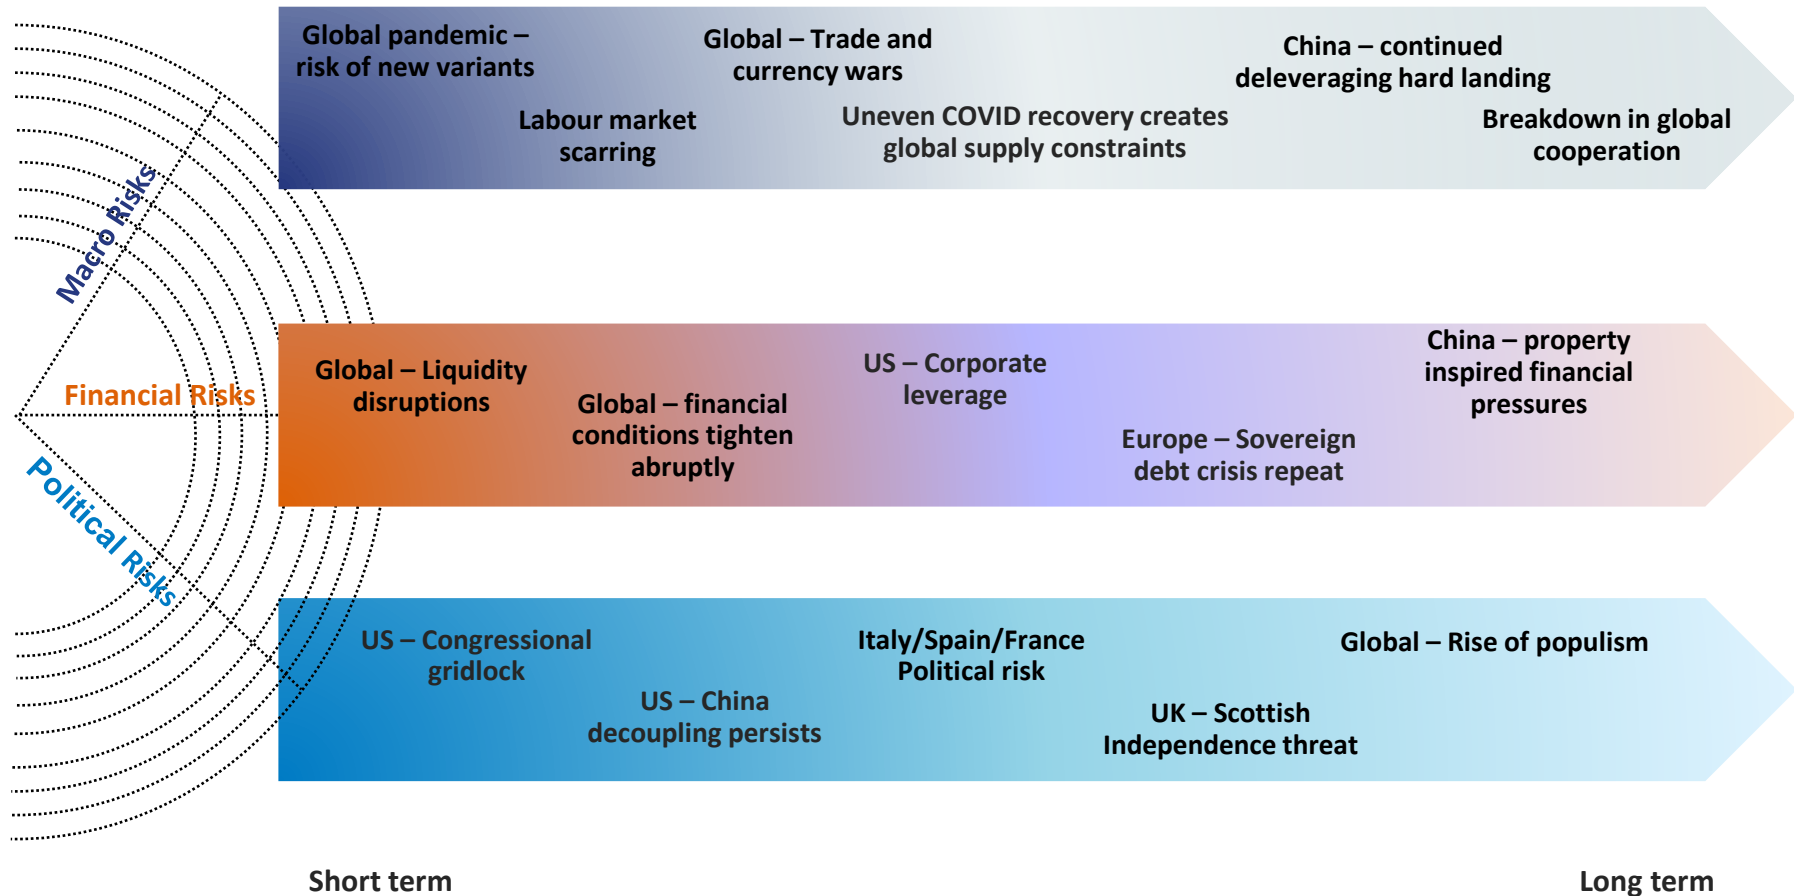 Macro Risks
Global pandemic –
risk of new variants
Labour market
scarring
Global – Trade and
currency wars
Uneven COVID recovery creates
global supply constraints
China – continued
deleveraging hard landing
Breakdown in global
cooperation
Financial Risks
Global – Liquidity
disruptions
Global – financial
conditions tighten
abruptly
US – Corporate
leverage
Europe – Sovereign
debt crisis repeat
China – property
inspired financial
pressures
Political Risks
US – Congressional
gridlock
US – China
decoupling persists
Italy/Spain/France
Political risk
UK – Scottish
Independence threat
Global – Rise of populism
Short term
Long term